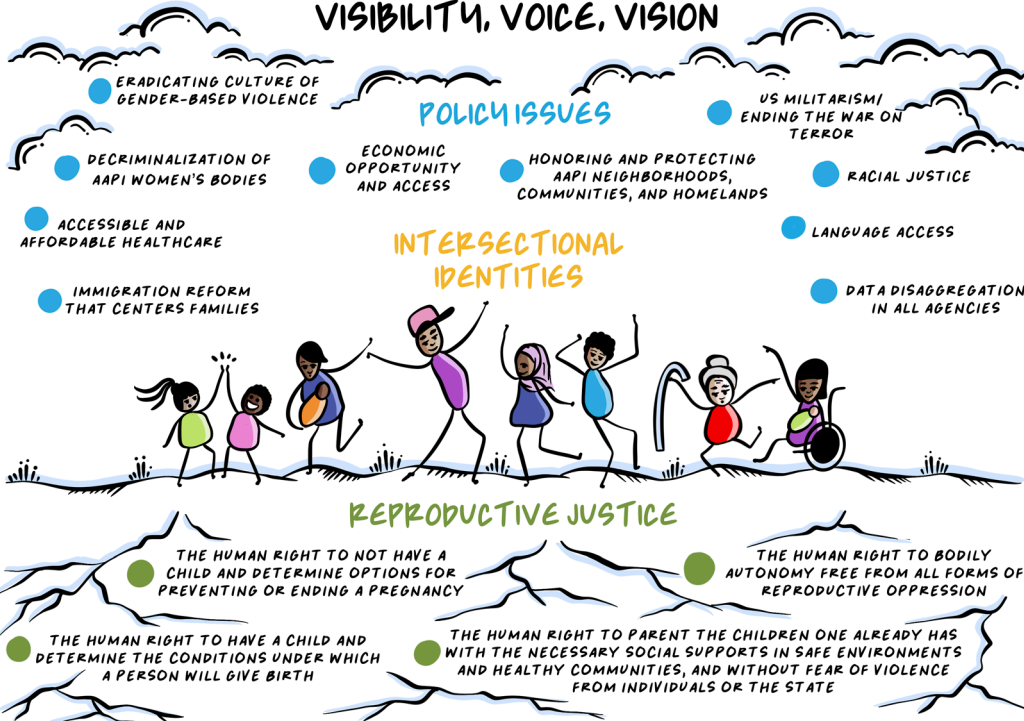 VISIBILITY, VOICE, VISION
POLICY ISSUES
ERADICATING CULTURE OF
GENDER-BASED VIOLENCE
US MILITARISM/
ENDING THE WAR ON
TERROR
DECRIMINALIZATION OF
AAPI WOMEN'S BODIES
ECONOMIC
OPPORTUNITY
AND ACCESS
HONORING AND PROTECTING
AAPI NEIGHBORHOODS,
COMMUNITIES, AND HOMELANDS
RACIAL JUSTICE
ACCESSIBLE AND
AFFORDABLE HEALTHCARE
LANGUAGE ACCESS
IMMIGRATION REFORM
THAT CENTERS FAMILIES
DATA DISAGGREGATION
IN ALL AGENCIES
INTERSECTIONAL
IDENTITIES
REPRODUCTIVE JUSTICE
THE HUMAN RIGHT TO NOT HAVE A
CHILD AND DETERMINE OPTIONS FOR
PREVENTING OR ENDING A PREGNANCY
THE HUMAN RIGHT TO BODILY
AUTONOMY FREE FROM ALL FORMS OF
REPRODUCTIVE OPPRESSION
THE HUMAN RIGHT TO HAVE A CHILD AND
DETERMINE THE CONDITIONS UNDER WHICH
A PERSON WILL GIVE BIRTH
THE HUMAN RIGHT TO PARENT THE CHILDREN ONE ALREADY HAS
WITH THE NECESSARY SOCIAL SUPPORTS IN SAFE ENVIRONMENTS
AND HEALTHY COMMUNITIES, AND WITHOUT FEAR OF VIOLENCE
FROM INDIVIDUALS OR THE STATE